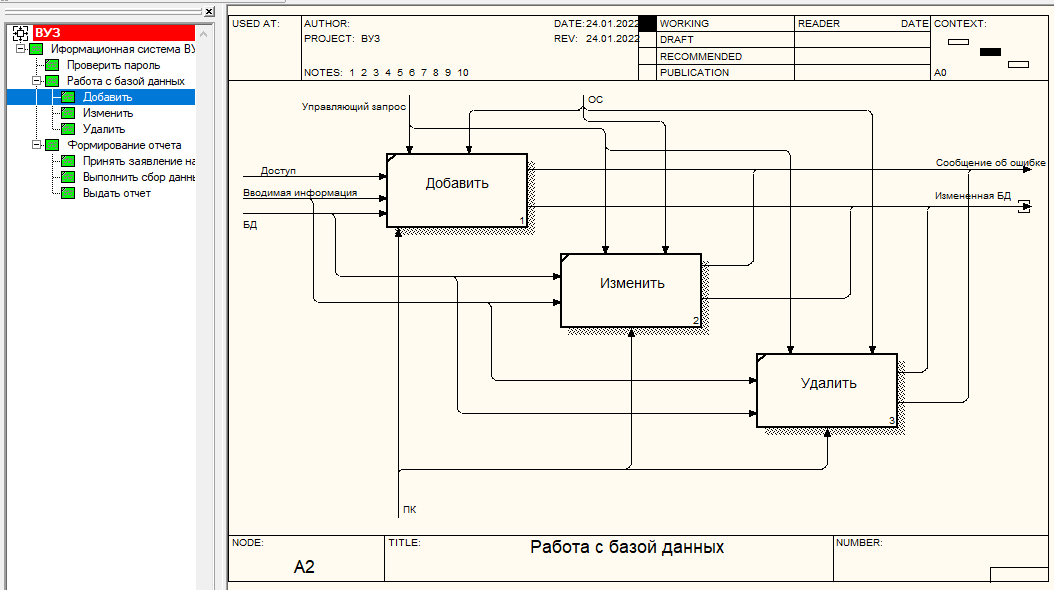 ВУЗ
Иформационная система ВУ
Проверить пароль
Работа с базой данных
Добавить
Изменить
Удалить
Формирование отчета
Принять заявление на
Выполнить сбор данн
Выдать отчет
USED AT:
AUTHOR:
DATE: 24.01.2022
PROJECT: ВУЗ
REV: 24.01.2022
NOTES: 1 2 3 4 5 6 7 8 9 10
WORKING
DRAFT
RECOMMENDED
PUBLICATION
READER
DATE
CONTEXT:
A0
Управляющий запрос
ОС
Доступ
Вводимая информация
БД
Добавить
1
Сообщение об ошибке
Измененная БД
Изменить
2
Удалить
3
ПК
NODE:
A2
TITLE:
Работа с базой данных
NUMBER: